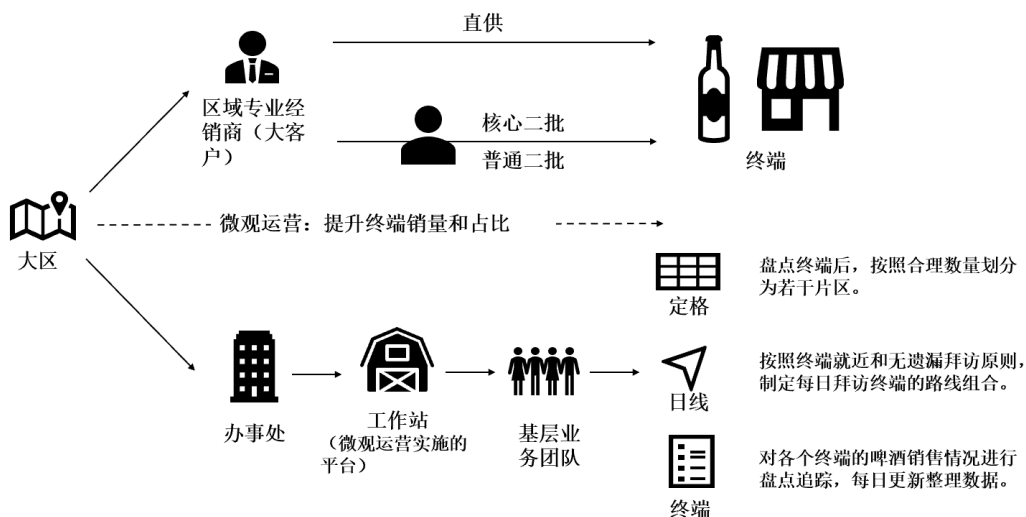 直供
区域专业经
销商（大客
户）
核心二批
普通二批
终端
微观运营：提升终端销量和占比
大区
定格
盘点终端后，按照合理数量划分
为若干片区。
日线
按照终端就近和无遗漏拜访原则，
制定每日拜访终端的路线组合。
办事处
工作站
（微观运营实施的
平台）
基层业
务团队
终端
对各个终端的啤酒销售情况进行
盘点追踪，每日更新整理数据。